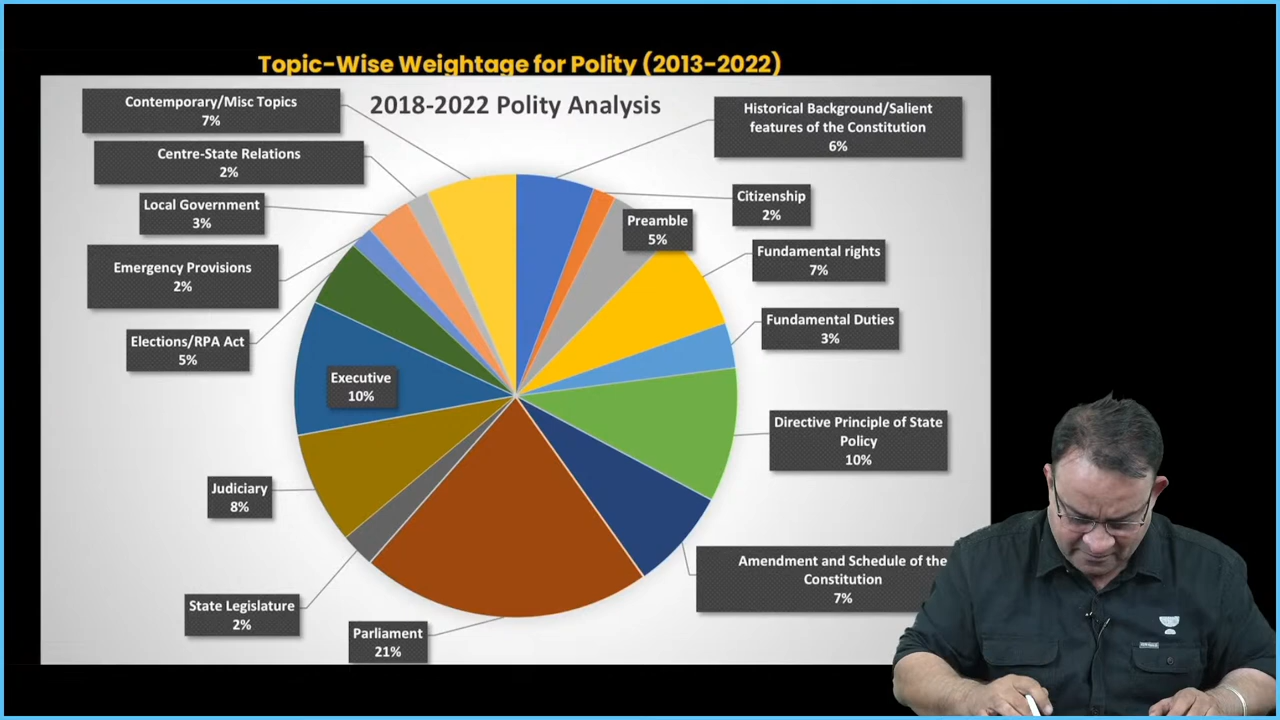 Topic-Wise Weightage for Polity (2013-2022)
2018-2022 Polity Analysis
Contemporary/Misc Topics
7%
Centre-State Relations
2%
Local Government
3%
Emergency Provisions
2%
Elections/RPA Act
5%
Executive
10%
Judiciary
8%
State Legislature
2%
Parliament
21%
Historical Background/Salient
features of the Constitution
6%
Citizenship
2%
Preamble
5%
Fundamental rights
7%
Fundamental Duties
3%
Directive Principle of State
Policy
10%
Amendment and Schedule of the
Constitution
7%